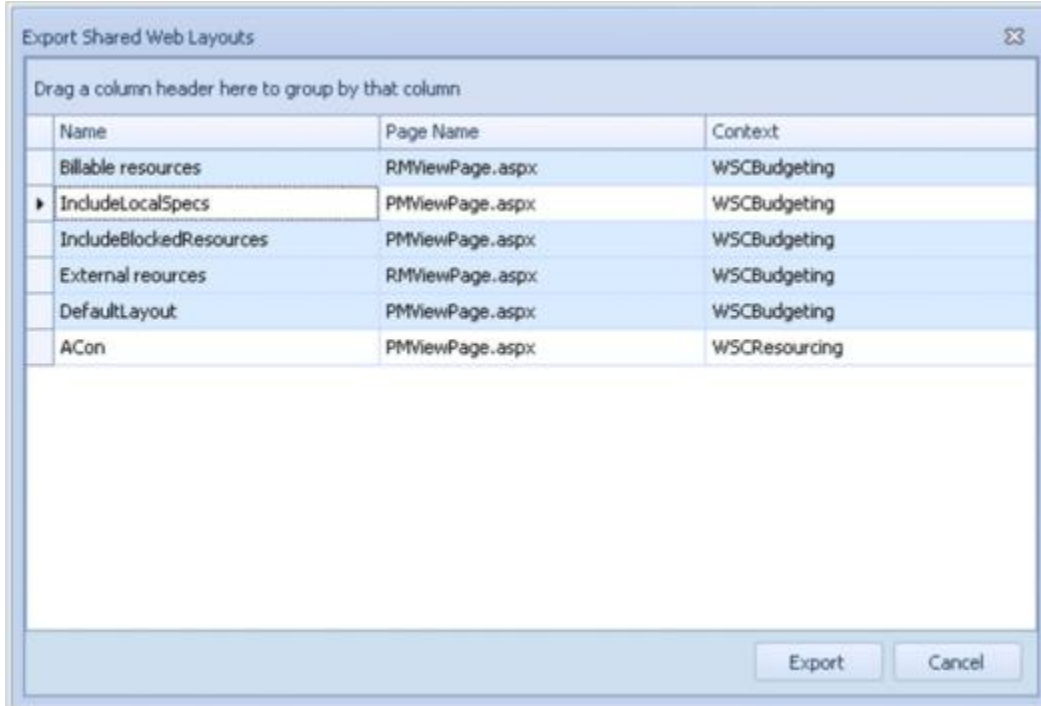 Export Shared Web Layouts
Drag a column header here to group by that column
Name Page Name Context
Billable resources RMViewPage.aspx WSCBudgeting
IncludeLocalSpecs PMViewPage.aspx WSCBudgeting
IncludeBlockedResources PMViewPage.aspx WSCBudgeting
External reources RMViewPage.aspx WSCBudgeting
DefaultLayout PMViewPage.aspx WSCBudgeting
ACon PMViewPage.aspx WSCResourcing
Export Cancel